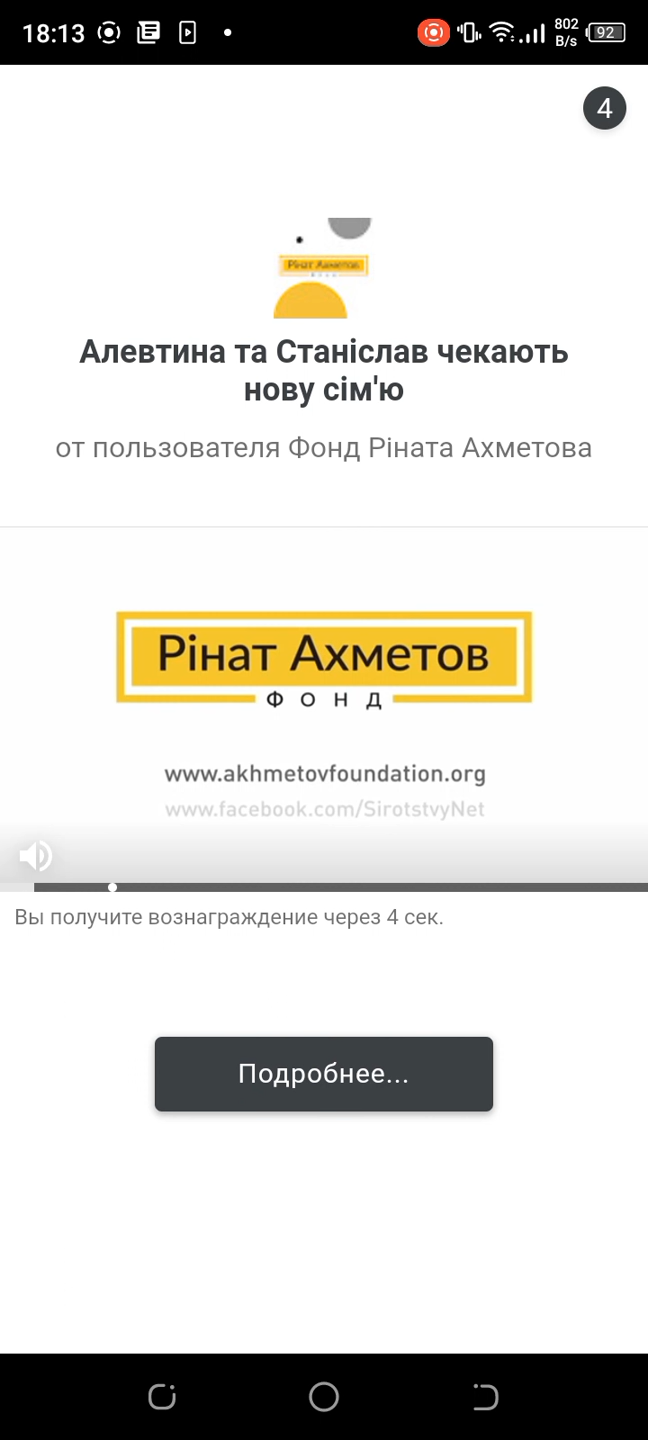 18:13
802
B/s
92
4
Рінат Ахметов
Алевтина та Станіслав чекають
нову сім'ю
от пользователя Фонд Ріната Ахметова
Рінат Ахметов
ФОНД
www.akhmetovfoundation.org
www.facebook.com/SirotstvyNet
Вы получите вознаграждение через 4 сек.
Подробнее...